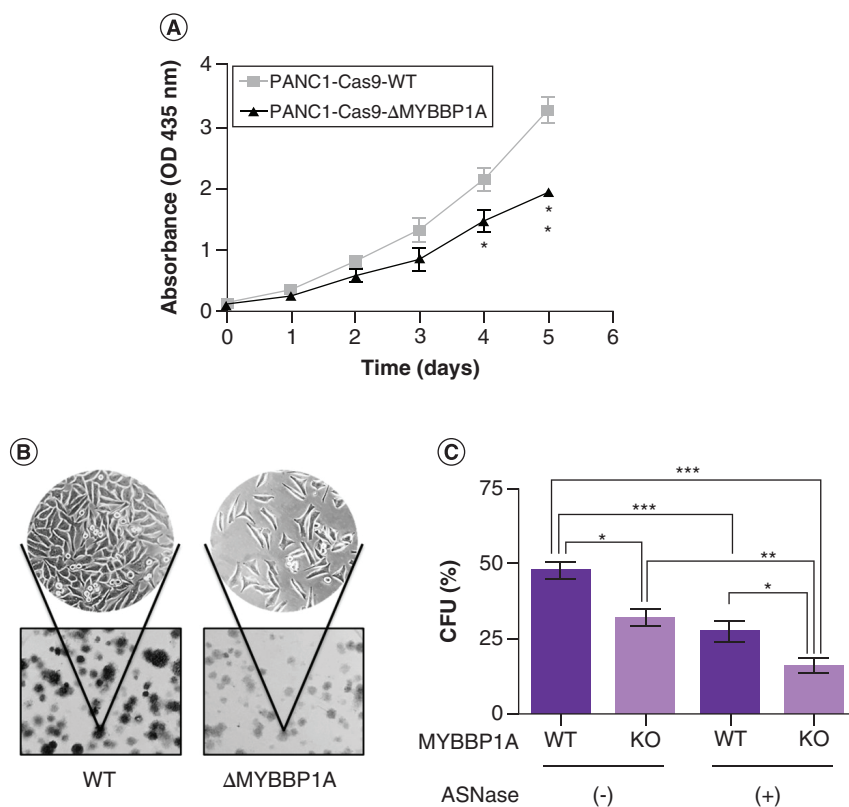 A
Absorbance (OD 435 nm)
4
3
2
1
0
PANC1-Cas9-WT
PANC1-Cas9-ΔMYBBP1A
*
*
*
0 1 2 3 4 5 6
Time (days)
B
WT ΔMYBBP1A
C
CFU (%)
75
50
25
0
***
***
*
**
*
MYBBP1A WT KO WT KO
ASNase (-) (+)